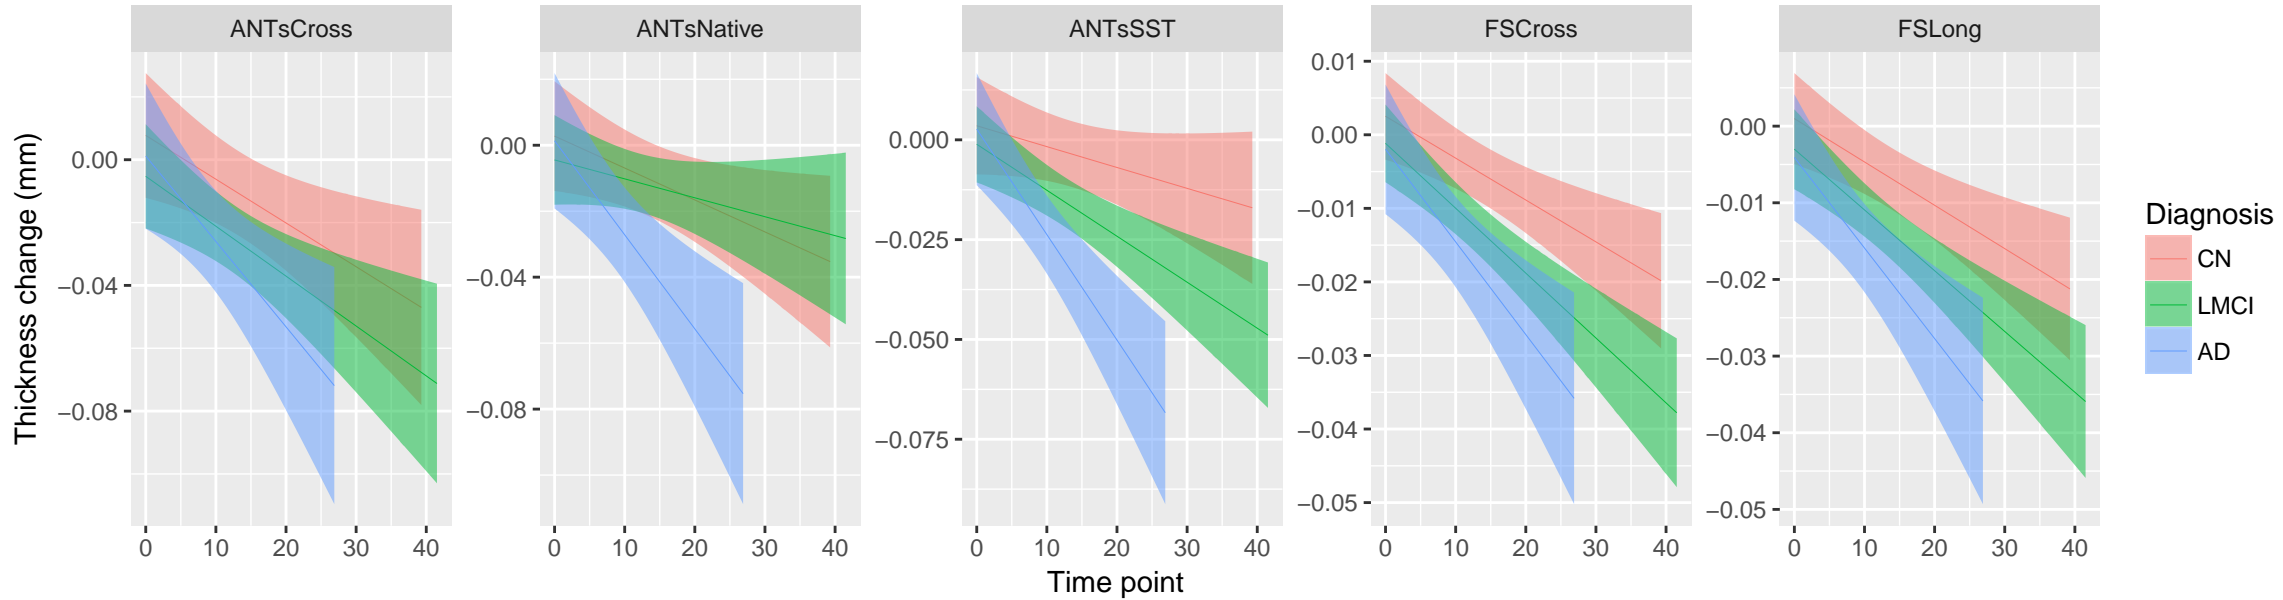 ANTsCross ANTsNative ANTsSST FSCross FSLong
0.00
−0.04
−0.08
0 10 20 30 40
0.00
−0.04
−0.08
0 10 20 30 40
0.000
−0.025
−0.050
−0.075
0 10 20 30 40
0.01
0.00
−0.01
−0.02
−0.03
−0.04
−0.05
0 10 20 30 40
0.00
−0.01
−0.02
−0.03
−0.04
−0.05
0 10 20 30 40
Thickness change (mm)
Time point
Diagnosis
CN
LMCI
AD